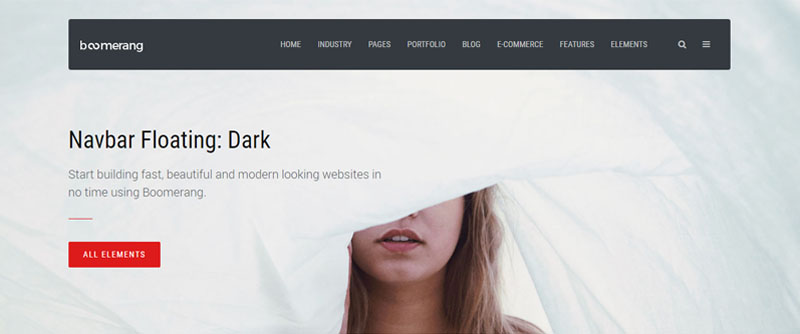 boomerang HOME INDUSTRY PAGES PORTFOLIO BLOG E-COMMERCE FEATURES ELEMENTS
Navbar Floating: Dark
Start building fast, beautiful and modern looking websites in
no time using Boomerang.
ALL ELEMENTS